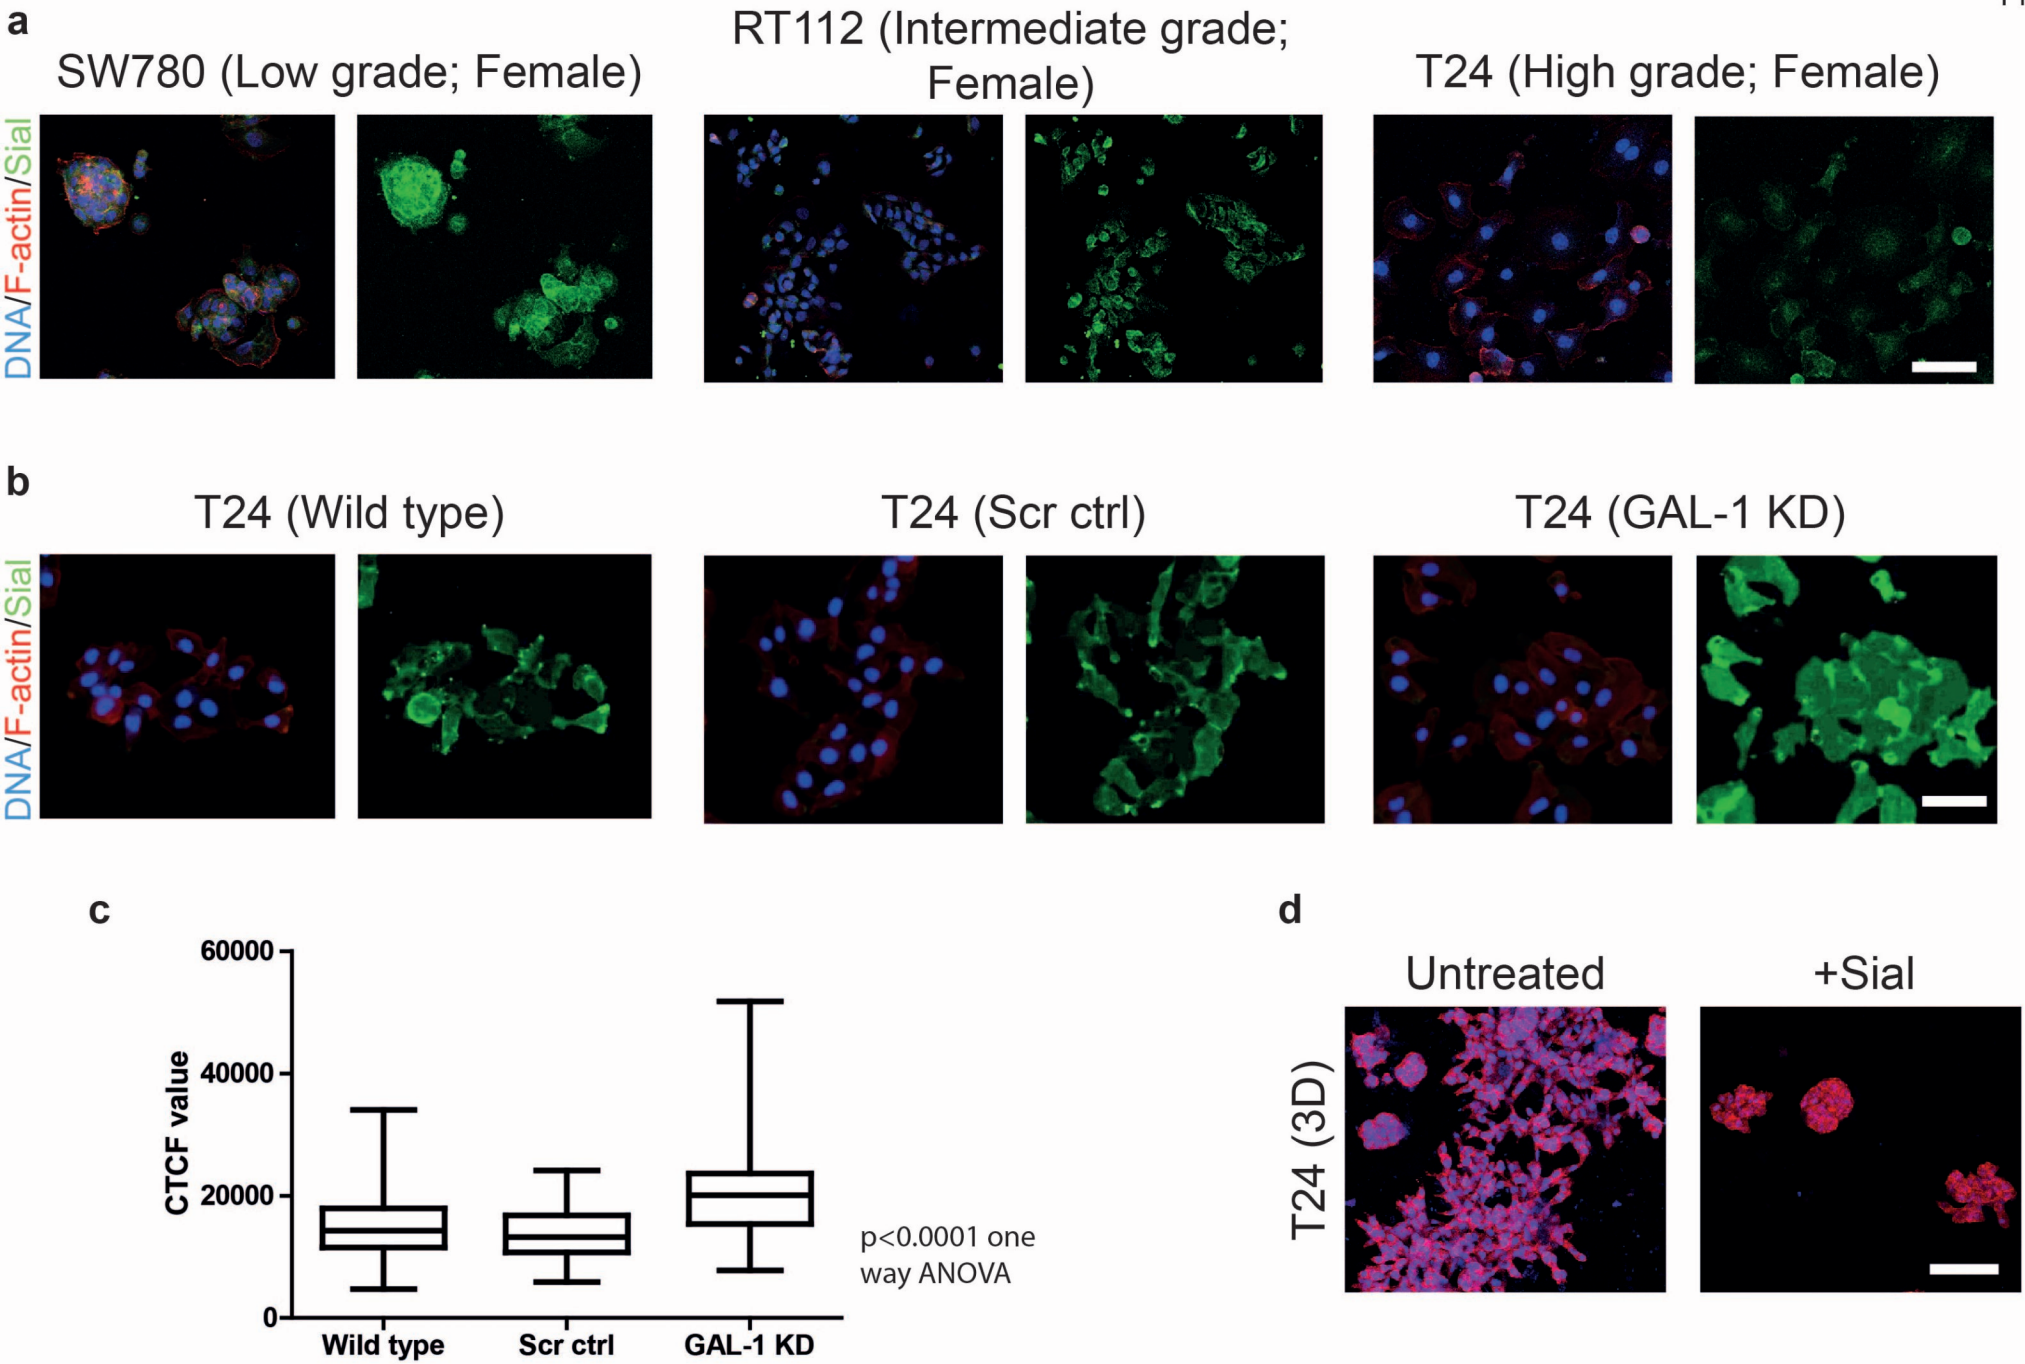 a
SW780 (Low grade; Female)
RT112 (Intermediate grade;
Female)
T24 (High grade; Female)
DNA/F-actin/Sial
b
T24 (Wild type)
T24 (Scr ctrl)
T24 (GAL-1 KD)
DNA/F-actin/Sial
c
60000
40000
20000
0
CTCF value
Wild type
Scr ctrl
GAL-1 KD
p<0.0001 one
way ANOVA
d
Untreated
+Sial
T24 (3D)